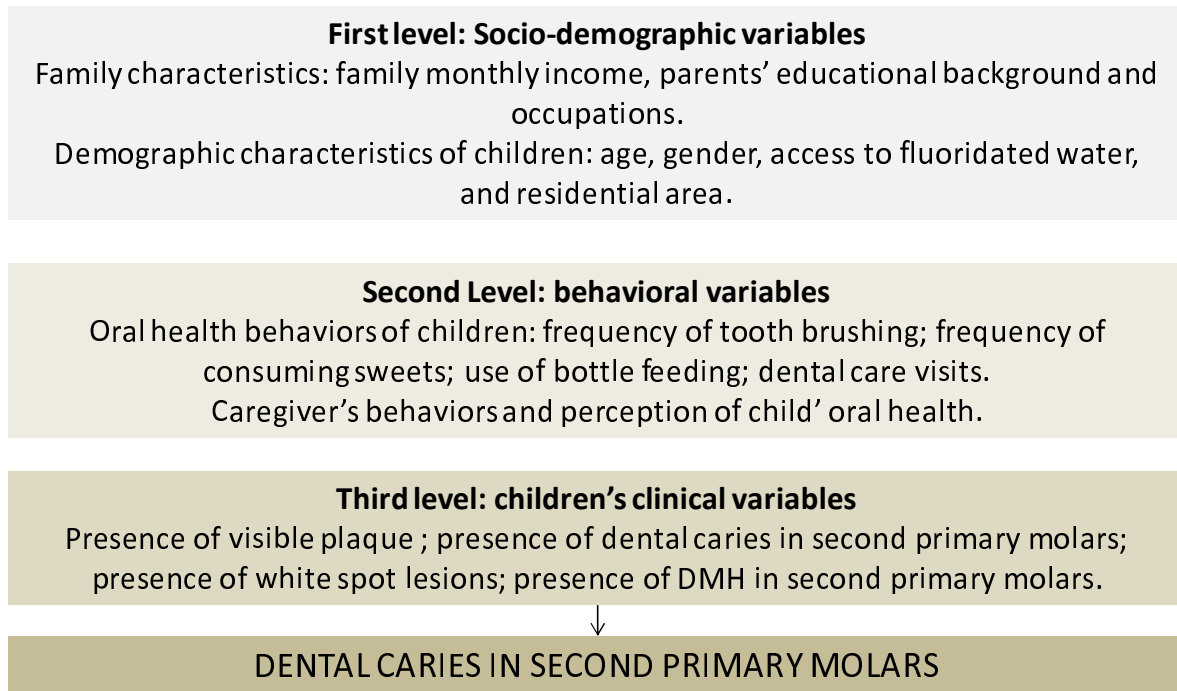 First level: Socio-demographic variables
Family characteristics: family monthly income, parents’ educational background and
occupations.
Demographic characteristics of children: age, gender, access to fluoridated water,
and residential area.
Second Level: behavioral variables
Oral health behaviors of children: frequency of tooth brushing; frequency of
consuming sweets; use of bottle feeding; dental care visits.
Caregiver’s behaviors and perception of child’ oral health.
Third level: children’s clinical variables
Presence of visible plaque ; presence of dental caries in second primary molars;
presence of white spot lesions; presence of DMH in second primary molars.
DENTAL CARIES IN SECOND PRIMARY MOLARS